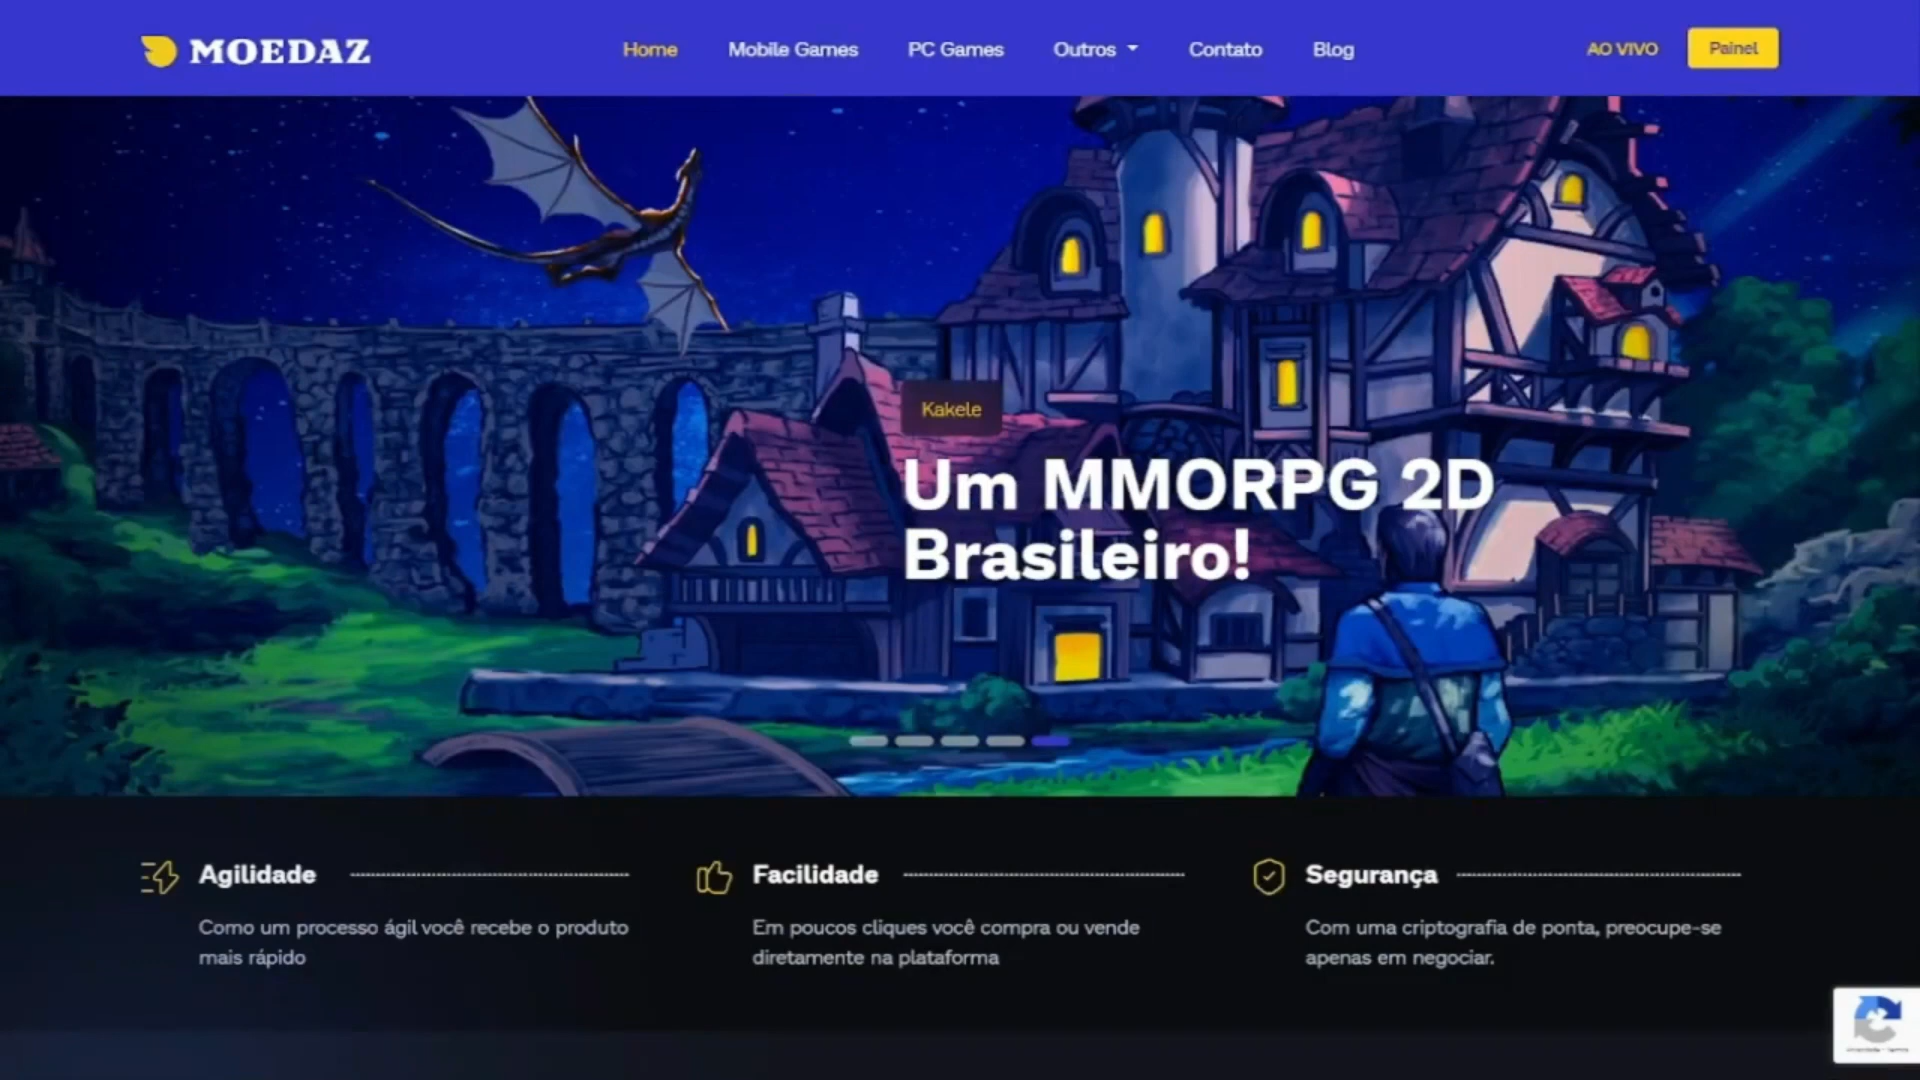 MOEDAZ
Home
Mobile Games
PC Games
Outros
Contato
Blog
AO VIVO
Painel
Kakele
Um MMORPG 2D
Brasileiro!
Agilidade
Como um processo ágil você recebe o produto
mais rápido
Facilidade
Em poucos cliques você compra ou vende
diretamente na plataforma
Segurança
Com uma criptografia de ponta, preocupe-se
apenas em negociar.